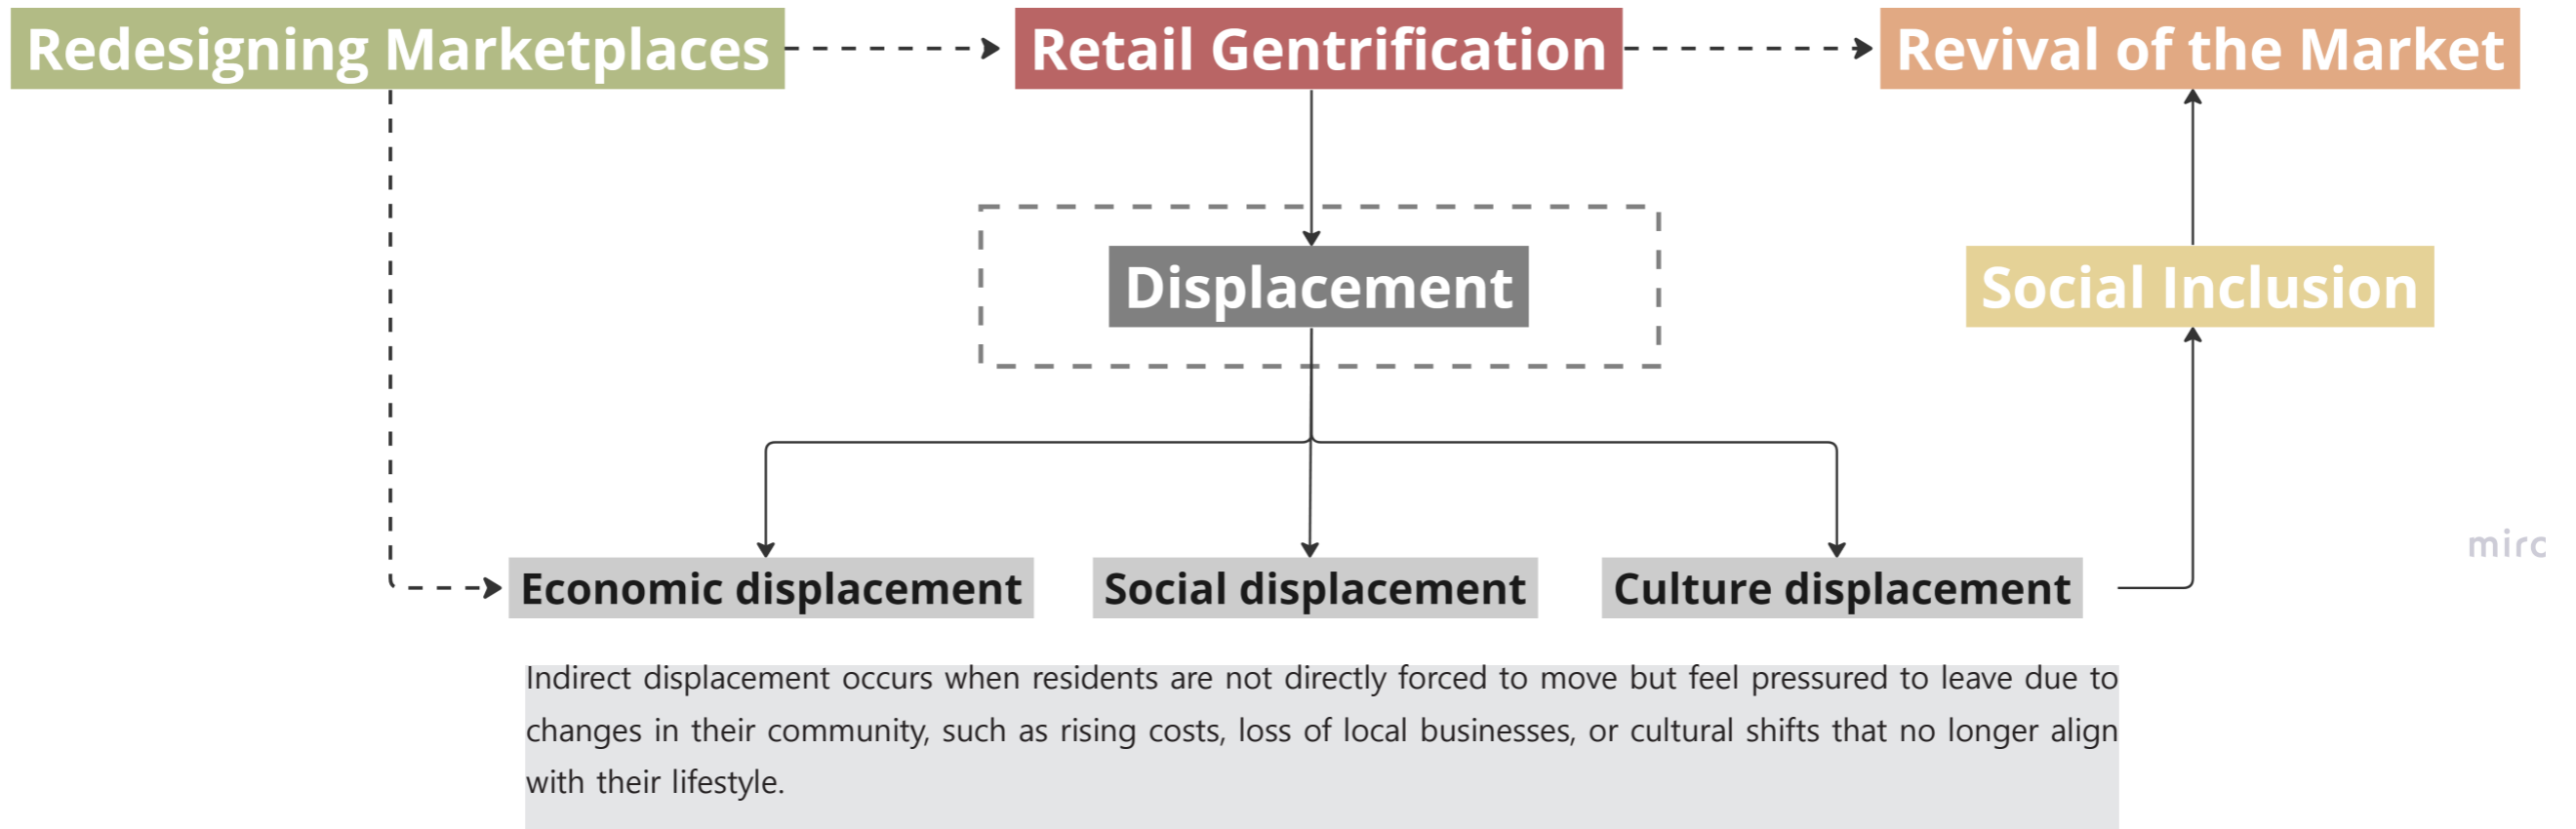 Redesigning Marketplaces
Retail Gentrification
Revival of the Market
Displacement
Social Inclusion
Economic displacement
Social displacement
Culture displacement
Indirect displacement occurs when residents are not directly forced to move but feel pressured to leave due to
changes in their community, such as rising costs, loss of local businesses, or cultural shifts that no longer align
with their lifestyle.